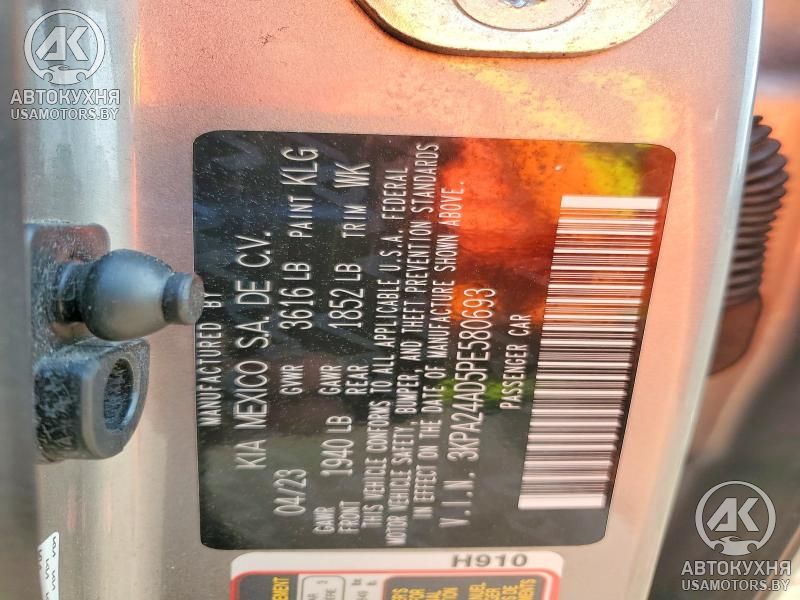 АК
АВТОКУХНЯ
USAMOTORS.BY
MANUFACTURED BY
KIA MEXICO S.A. DE C.V.
04/23 GVWR 3616 LB PAINT KLG
GAWR FRONT 1940 LB GAWR REAR 1852 LB TRIM WK
THIS VEHICLE CONFORMS TO ALL APPLICABLE U.S.A. FEDERAL
MOTOR VEHICLE SAFETY, BUMPER, AND THEFT PREVENTION STANDARDS
IN EFFECT ON THE DATE OF MANUFACTURE SHOWN ABOVE.
V.I.N. 3KPA24AD5PE580693
PASSENGER CAR
H910
АК
АВТОКУХНЯ
USAMOTORS.BY